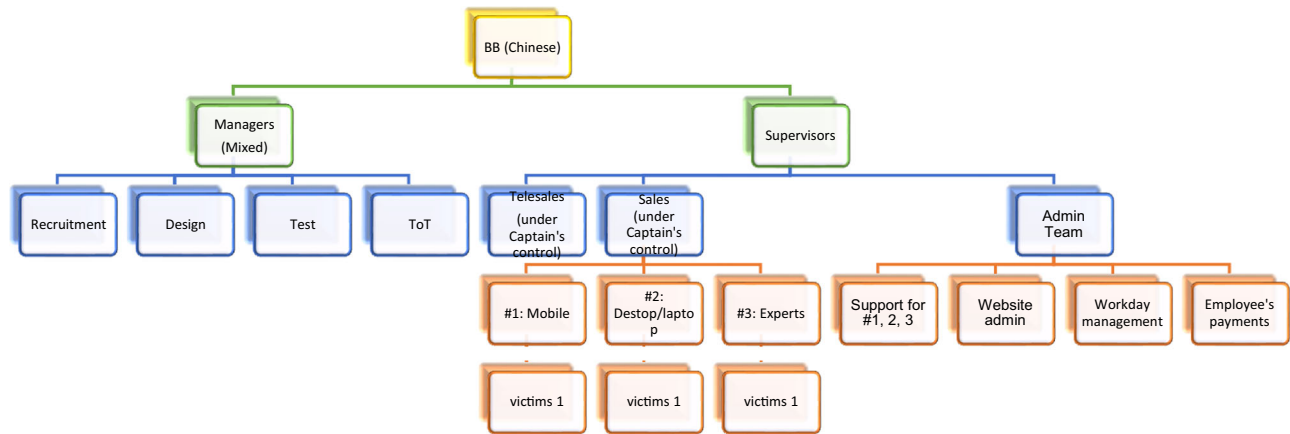 BB (Chinese)
Managers
(Mixed)
Supervisors
Recruitment
Design
Test
ToT
Telesales
(under
Captain's
control)
Sales
(under
Captain's
control)
Admin
Team
#1: Mobile
#2:
Destop/lapto
p
#3: Experts
Support for
#1, 2, 3
Website
admin
Workday
management
Employee's
payments
victims 1
victims 1
victims 1